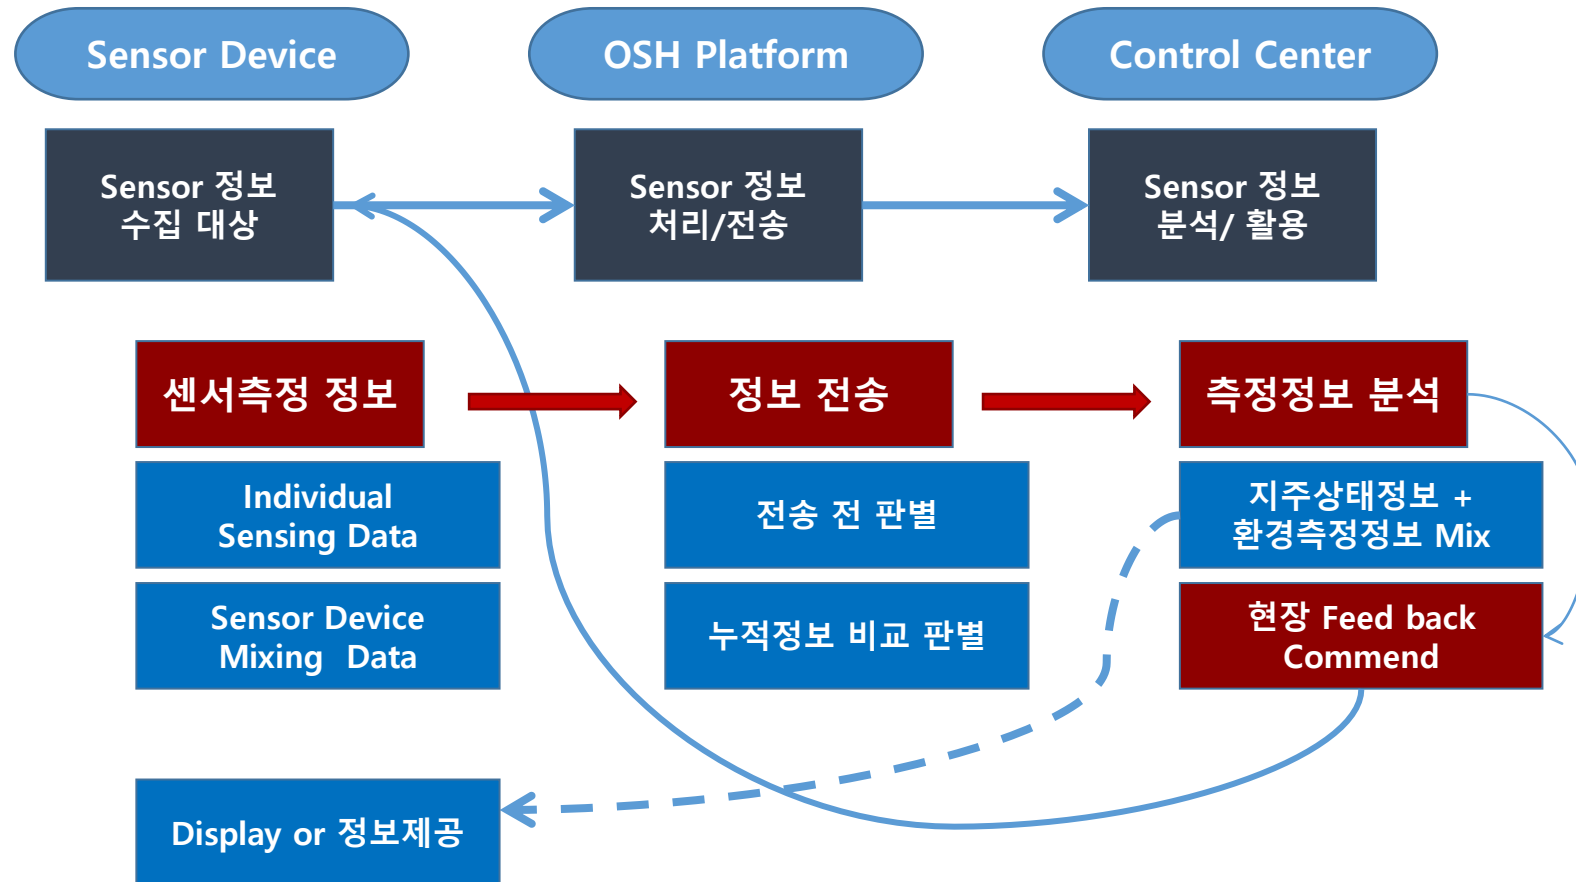 Sensor Device
OSH Platform
Control Center
Sensor 정보
수집 대상
Sensor 정보
처리/전송
Sensor 정보
분석/ 활용
센서측정 정보
정보 전송
측정정보 분석
Individual
Sensing Data
전송 전 판별
지주상태정보 +
환경측정정보 Mix
Sensor Device
Mixing Data
누적정보 비교 판별
현장 Feed back
Commend
Display or 정보제공